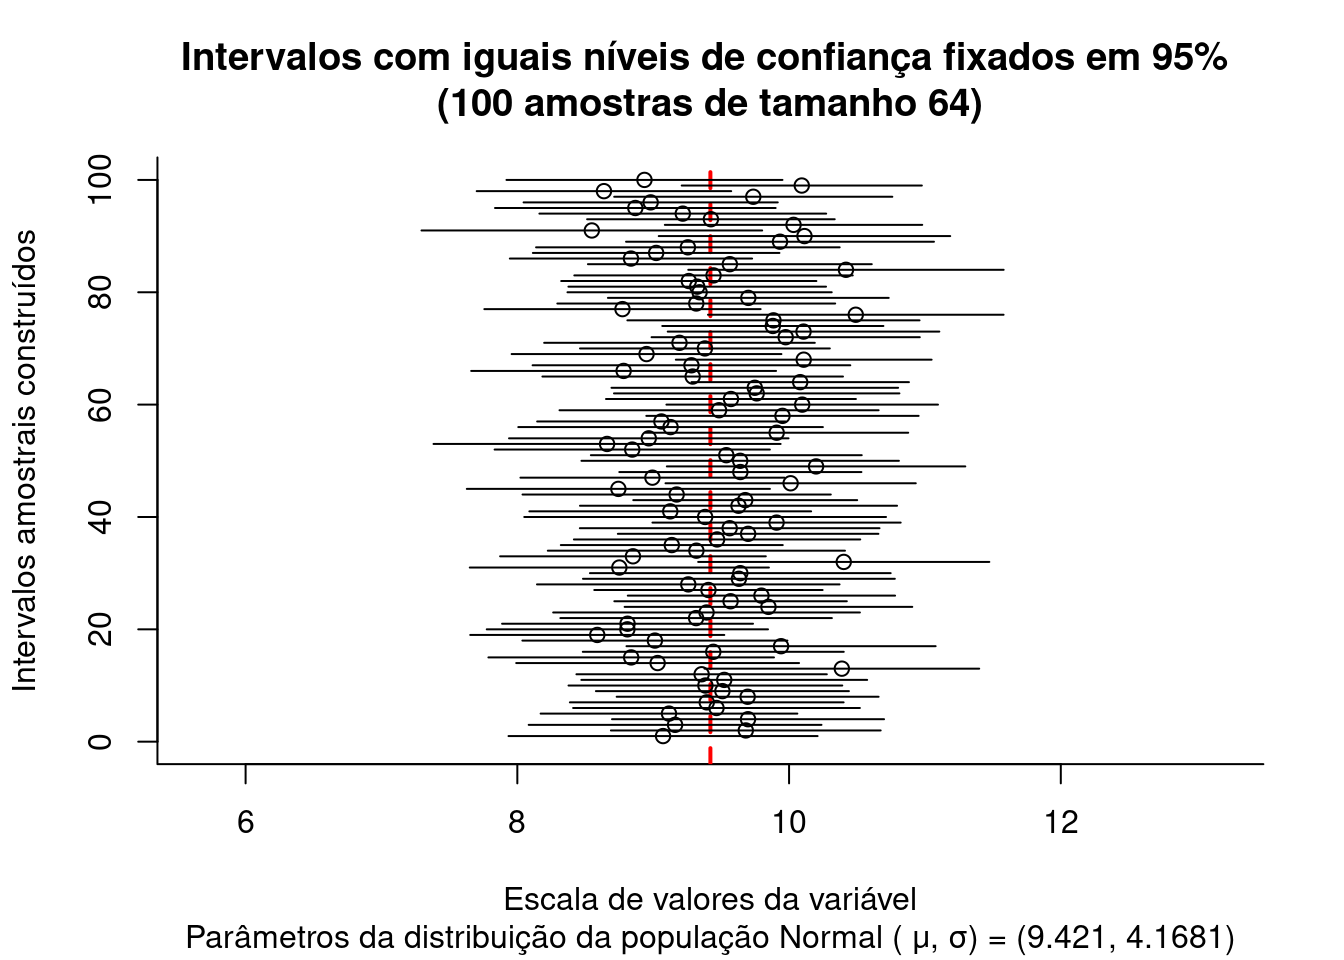 Intervalos com iguais níveis de confiança fixados em 95%
(100 amostras de tamanho 64)
Intervalos amostrais construídos
100
80
60
40
20
0
6 8 10 12
Escala de valores da variável
Parâmetros da distribuição da população Normal ( μ, σ) = (9.421, 4.1681)